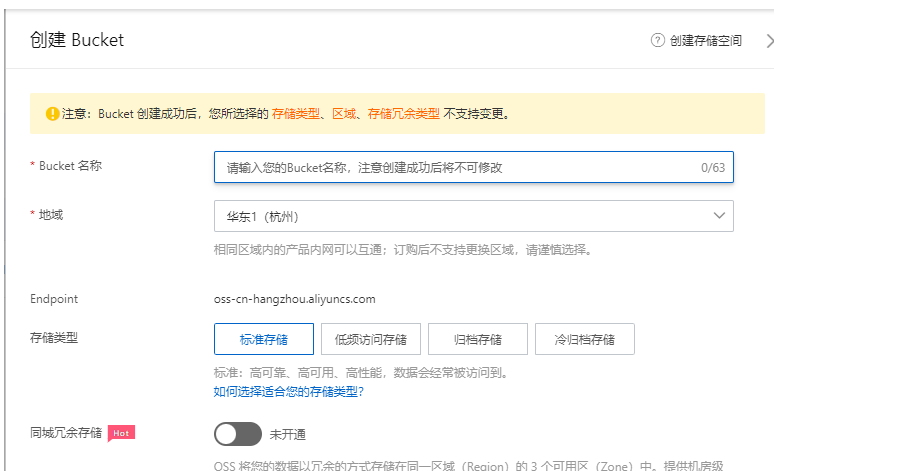 创建 Bucket
? 创建存储空间
注意：Bucket 创建成功后，您所选择的 存储类型、区域、存储冗余类型 不支持变更。
* Bucket 名称
请输入您的Bucket名称，注意创建成功后将不可修改 0/63
* 地域
华东1（杭州）
相同区域内的产品内网可以互通；订购后不支持更换区域，请谨慎选择。
Endpoint oss-cn-hangzhou.aliyuncs.com
存储类型 标准存储 低频访问存储 归档存储 冷归档存储
标准：高可靠、高可用、高性能，数据会经常被访问到。
如何选择适合您的存储类型？
同城冗余存储 Hot 未开通
OSS 将您的数据以冗余的方式存储在同一区域（Region）的 3 个可用区（Zone）中。提供机房级